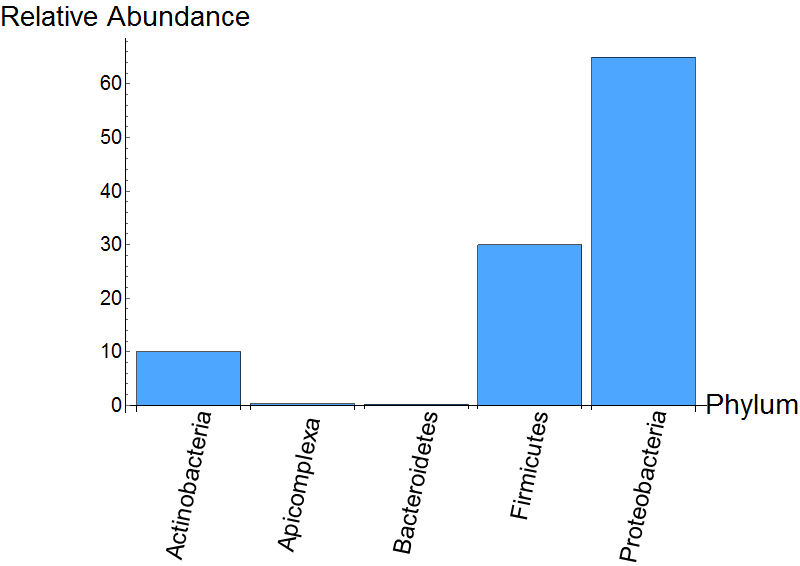 Relative Abundance
60
50
40
30
20
10
0
Phylum
Actinobacteria
Apicomplexa
Bacteroidetes
Firmicutes
Proteobacteria